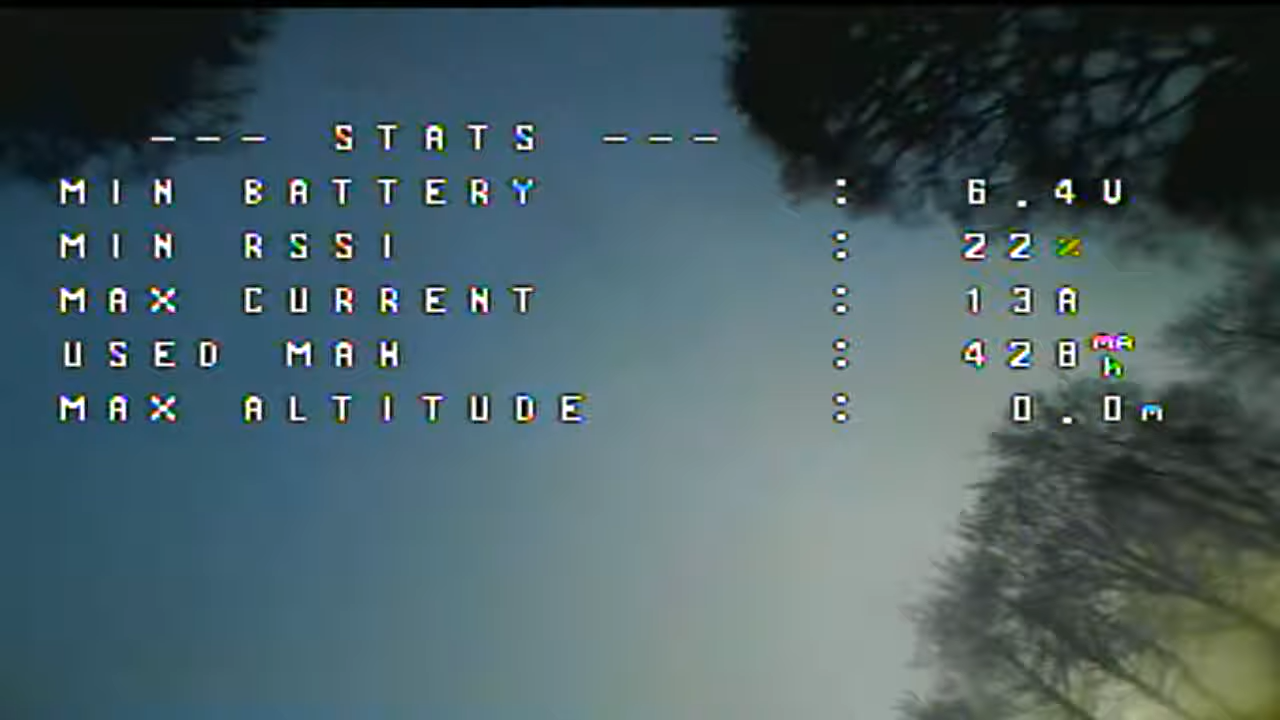 --- STATS ---
MIN BATTERY : 6.4V
MIN RSSI : 22%
MAX CURRENT : 13A
USED MAH : 428mAh
MAX ALTITUDE : 0.0m